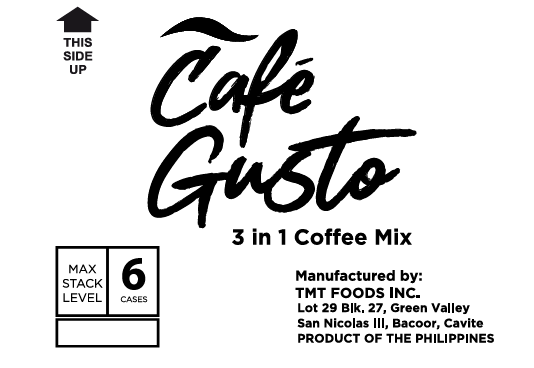 THIS
SIDE
UP
Café
Gusto
3 in 1 Coffee Mix
MAX
STACK
LEVEL
6
CASES
Manufactured by:
TMT FOODS INC.
Lot 29 Blk. 27, Green Valley
San Nicolas III, Bacoor, Cavite
PRODUCT OF THE PHILIPPINES